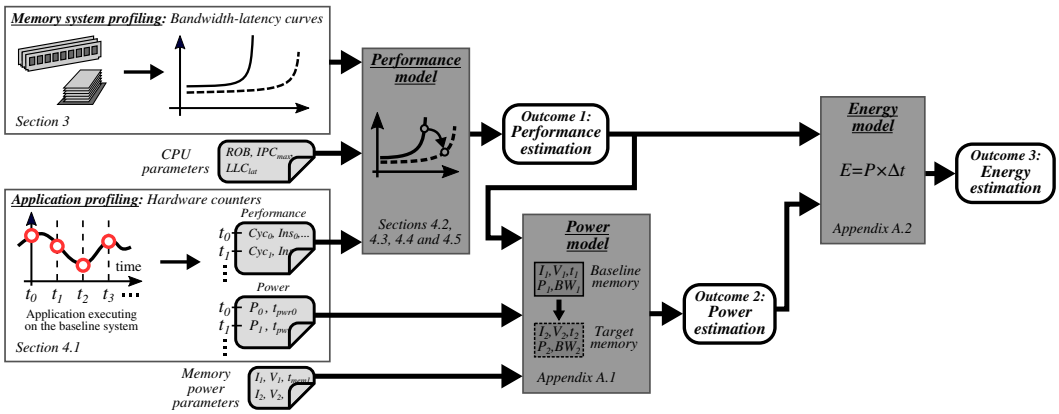 Memory system profiling: Bandwidth-latency curves
Section 3
CPU
parameters
ROB, IPCmax,
LLClat
Application profiling: Hardware counters
Performance
t0
Cyc0, Ins0,...
t1
Cyc1, In
time
t0 t1 t2 t3
Application executing
on the baseline system
Section 4.1
Power
t0
P0 , tpwr0
t1
P1 , tpw
Memory
power
parameters
I1, V1, tmem1
I2, V2,
Performance
model
Sections 4.2,
4.3, 4.4 and 4.5
Outcome 1:
Performance
estimation
Power
model
I1,V1,t1
P1,BW1
Baseline
memory
I2,V2,t2
P2,BW2
Target
memory
Appendix A.1
Outcome 2:
Power
estimation
Energy
model
E=P×Δt
Appendix A.2
Outcome 3:
Energy
estimation